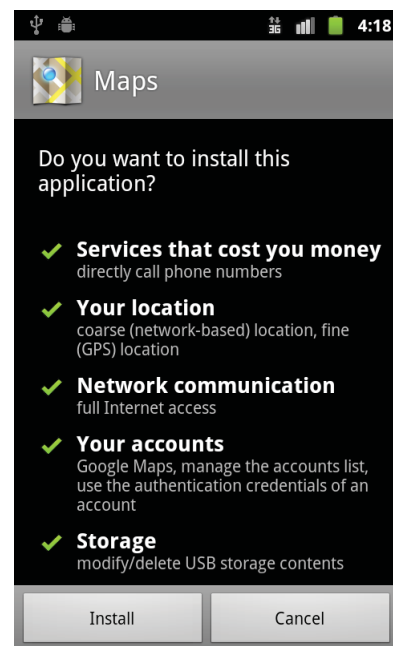 3G 4:18
Maps
Do you want to install this
application?
Services that cost you money
directly call phone numbers
Your location
coarse (network-based) location, fine
(GPS) location
Network communication
full Internet access
Your accounts
Google Maps, manage the accounts list,
use the authentication credentials of an
account
Storage
modify/delete USB storage contents
Install Cancel